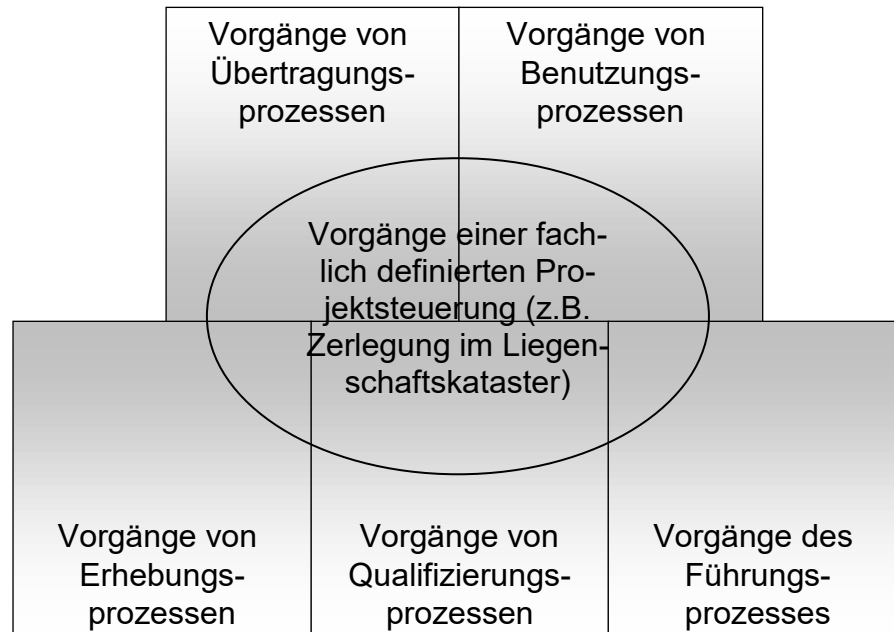 Vorgänge von
Übertragungs-
prozessen
Vorgänge von
Benutzungs-
prozessen
Vorgänge einer fach-
lich definierten Pro-
jektsteuerung (z.B.
Zerlegung im Liegen-
schaftskataster)
Vorgänge von
Erhebungs-
prozessen
Vorgänge von
Qualifizierungs-
prozessen
Vorgänge des
Führungs-
prozesses